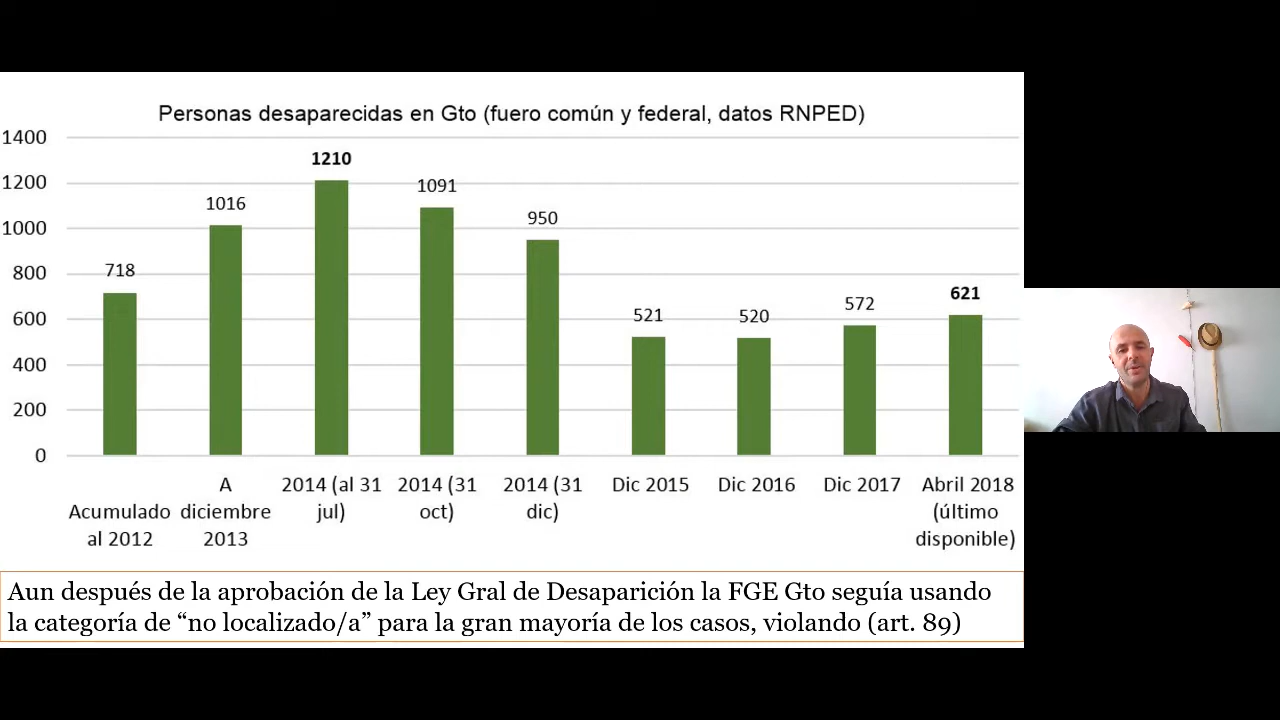 Personas desaparecidas en Gto (fuero común y federal, datos RNPED)
1400
1200
1000
800
600
400
200
0
718
1016
1210
1091
950
521
520
572
621
Acumulado
al 2012
A
diciembre
2013
2014 (al 31
jul)
2014 (31
oct)
2014 (31
dic)
Dic 2015
Dic 2016
Dic 2017
Abril 2018
(último
disponible)
Aun después de la aprobación de la Ley Gral de Desaparición la FGE Gto seguía usando
la categoría de “no localizado/a” para la gran mayoría de los casos, violando (art. 89)